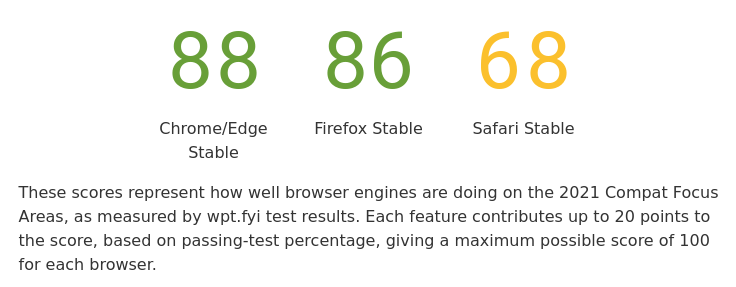 88 86 68
Chrome/Edge Firefox Stable Safari Stable
Stable
These scores represent how well browser engines are doing on the 2021 Compat Focus
Areas, as measured by wpt.fyi test results. Each feature contributes up to 20 points to
the score, based on passing-test percentage, giving a maximum possible score of 100
for each browser.